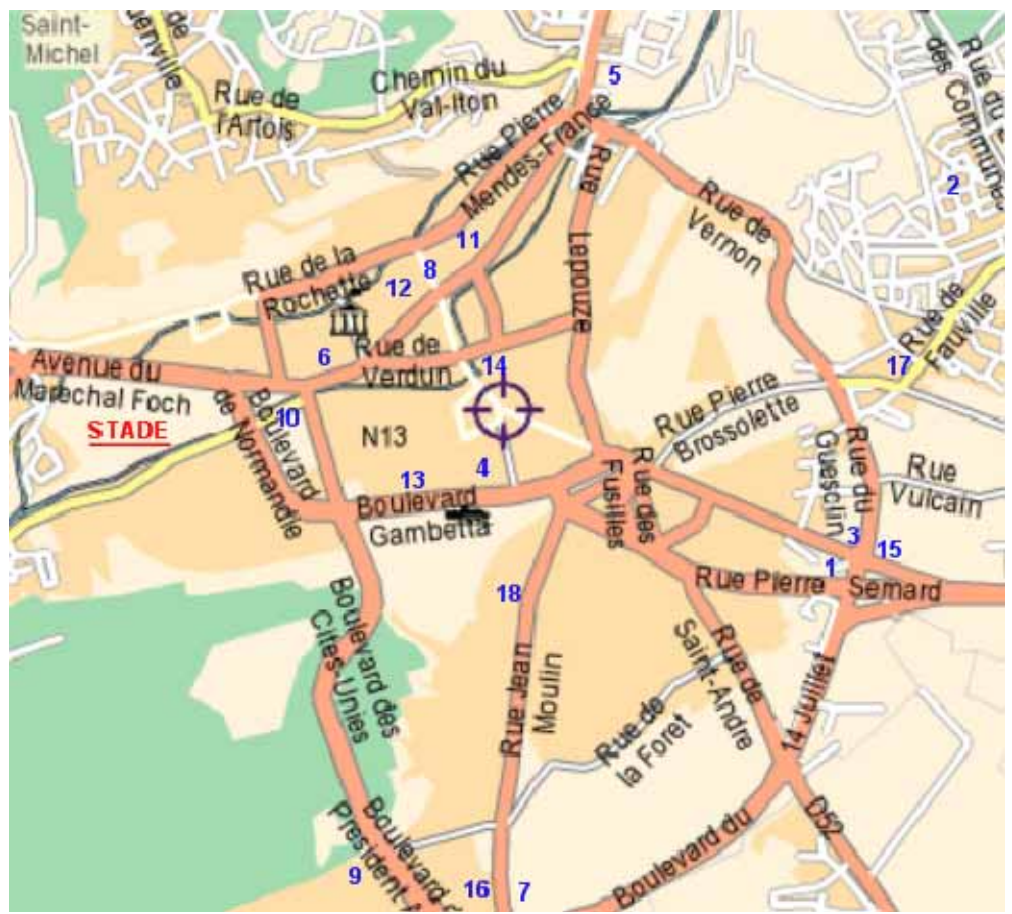 Saint-
Michel
Rue de
l'Artois
Chemin du
Val-Iton
5
Rue Pierre
Mendes-France
Rue du
des Communes
2
Rue de
Vernon
Rue
Lepouze
11
8
12
Rue de la
Rochette
6
Rue de
Verdun
14
Avenue du
Marechal Foch
STADE
10
Boulevard
de Normandie
N13
4
13
Boulevard
Gambetta
Rue de
Fauville
17
Rue Pierre
Brossolette
Rue des
Fusilles
Rue du
Guesclin
Rue
Vulcain
3
15
1
Rue Pierre
Semard
18
Boulevard des
Cites-Unies
Rue Jean
Moulin
Rue de
Saint-Andre
Rue de
la Foret
14 Juillet
Boulevard du
D52
Boulevard
President
9
16
7